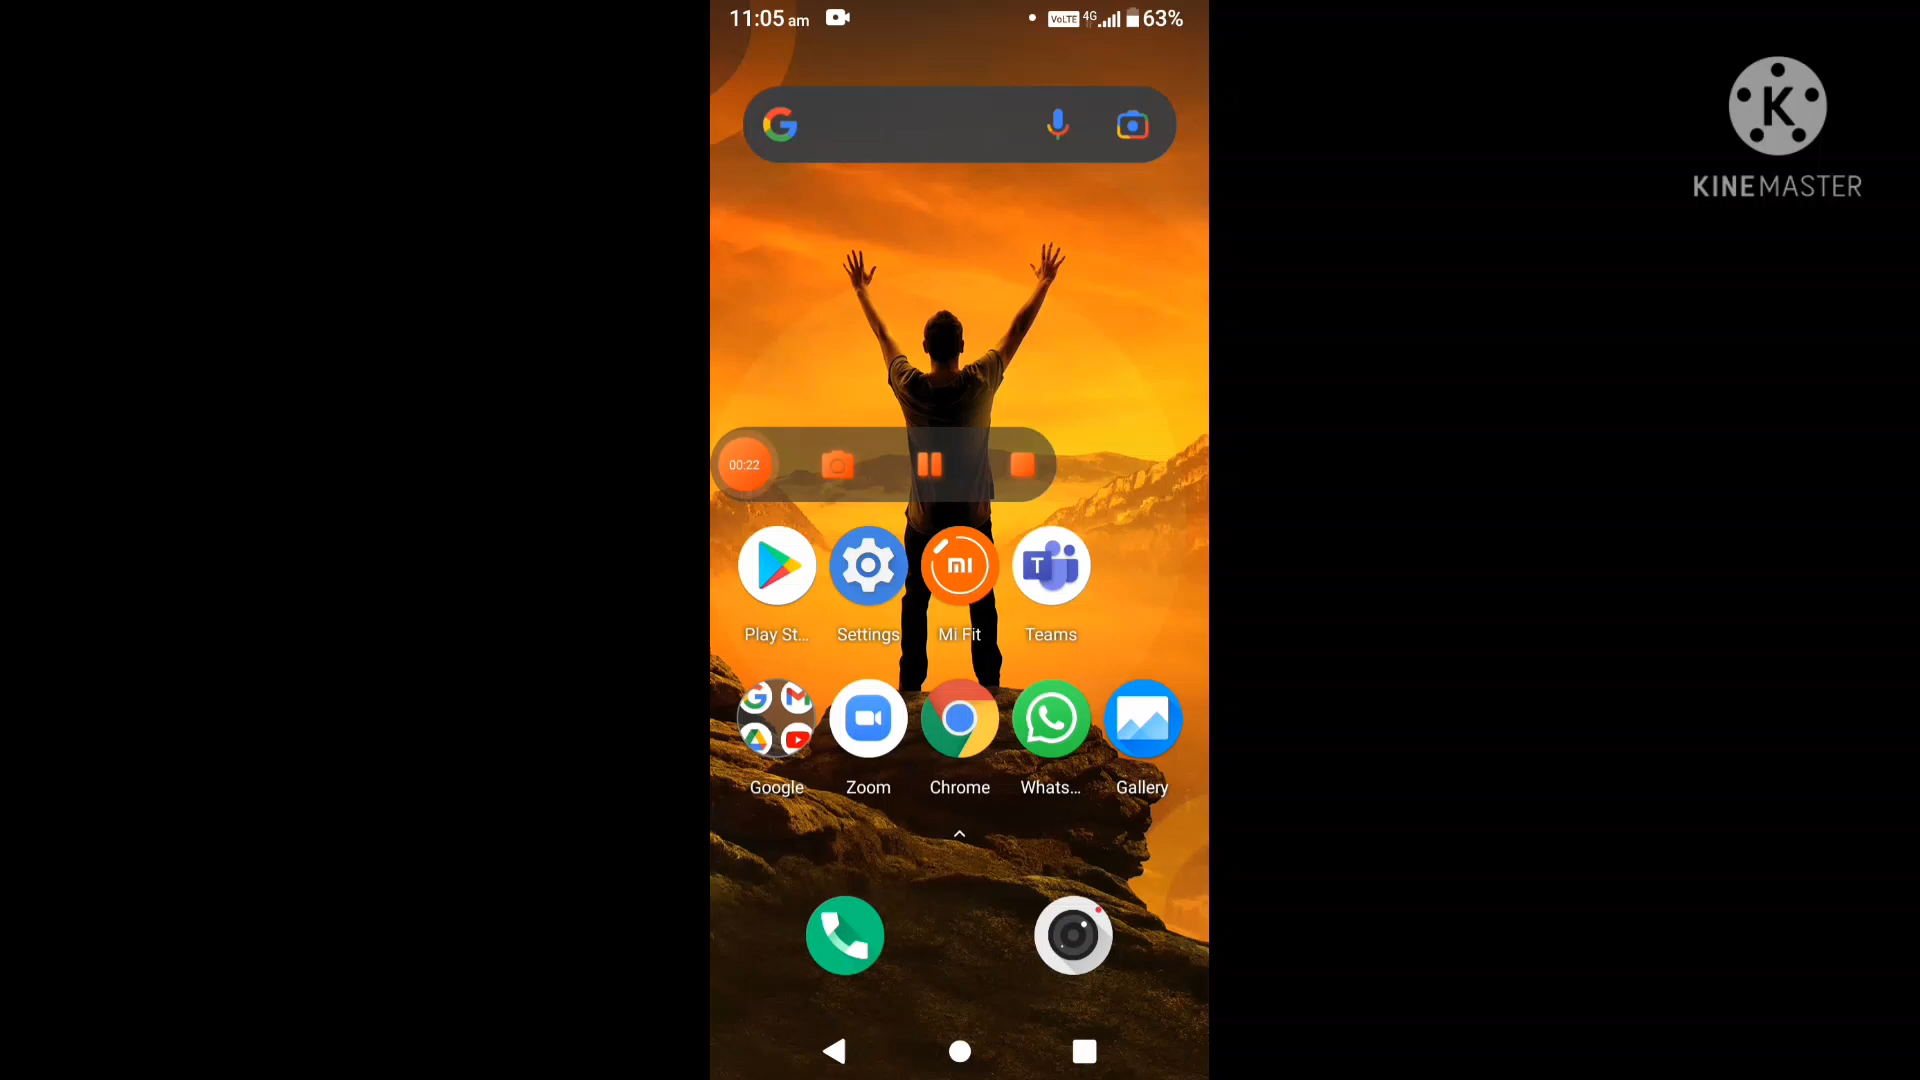 11:05 am
VoLTE 4G 63%
K
KINEMASTER
00:22
mi
T
Play St... Settings Mi Fit Teams
Google Zoom Chrome Whats... Gallery